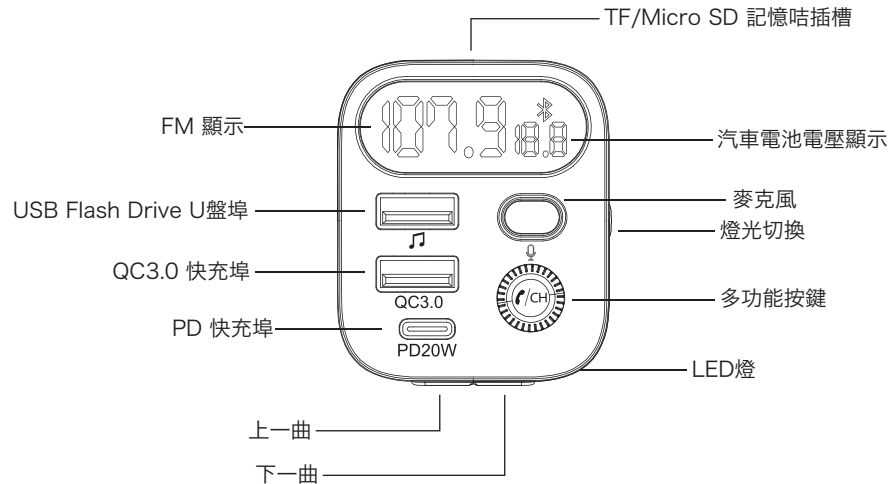 TF/Micro SD 記憶咭插槽
FM 顯示
107.9
18.8
汽車電池電壓顯示
USB Flash Drive U盤埠
麥克風
燈光切換
QC3.0 快充埠
QC3.0
/CH
多功能按鍵
PD 快充埠
PD20W
LED燈
上一曲
下一曲